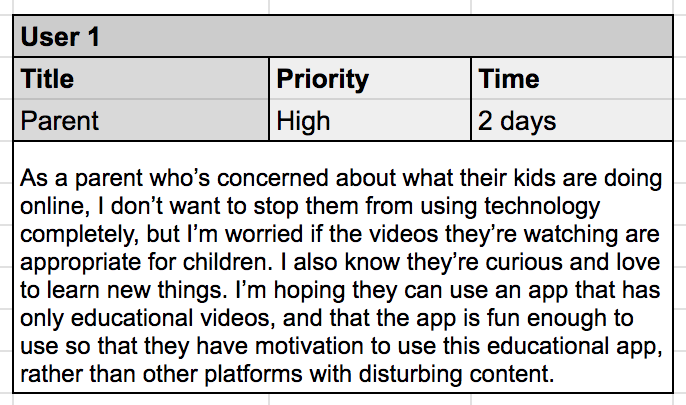 User 1
Title Priority Time
Parent High 2 days
As a parent who’s concerned about what their kids are doing
online, I don’t want to stop them from using technology
completely, but I’m worried if the videos they’re watching are
appropriate for children. I also know they’re curious and love
to learn new things. I’m hoping they can use an app that has
only educational videos, and that the app is fun enough to
use so that they have motivation to use this educational app,
rather than other platforms with disturbing content.